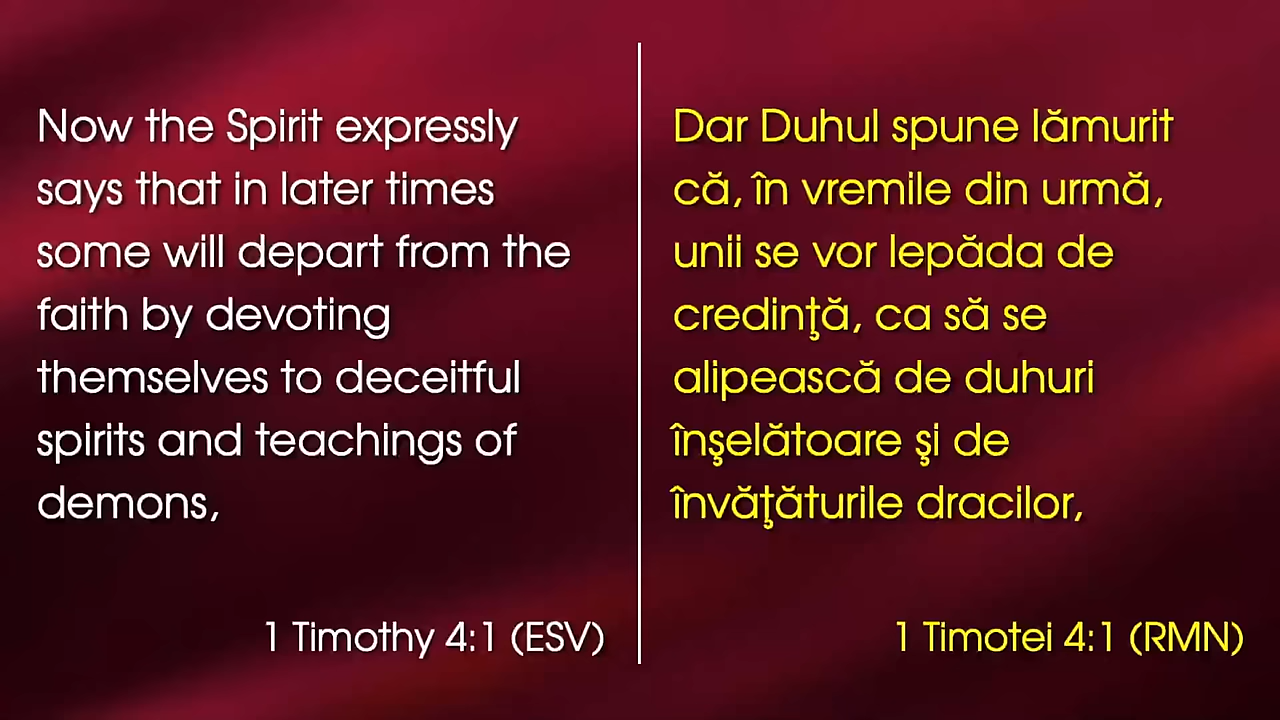 Now the Spirit expressly
says that in later times
some will depart from the
faith by devoting
themselves to deceitful
spirits and teachings of
demons,
1 Timothy 4:1 (ESV)
Dar Duhul spune lămurit
că, în vremile din urmă,
unii se vor lepăda de
credinţă, ca să se
alipească de duhuri
înşelătoare şi de
învăţăturile dracilor,
1 Timotei 4:1 (RMN)